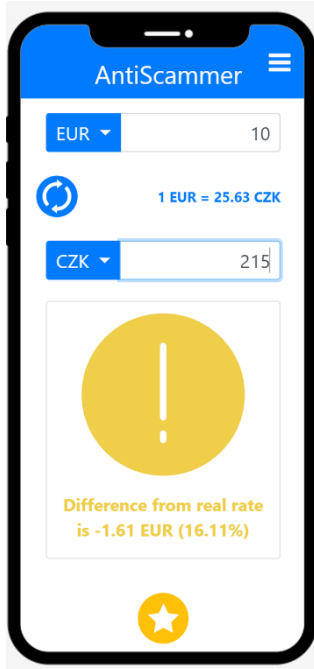 AntiScammer
EUR 10
1 EUR = 25.63 CZK
CZK 215
Difference from real rate
is -1.61 EUR (16.11%)